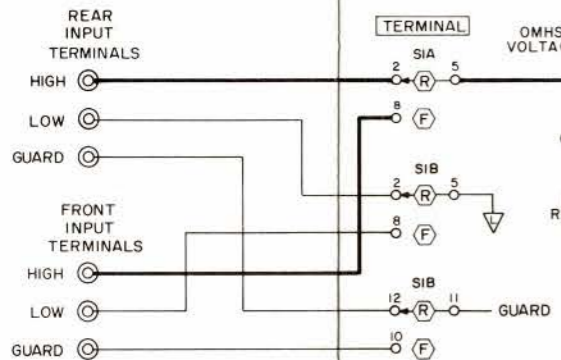 REAR
INPUT
TERMINALS
HIGH
LOW
GUARD
FRONT
INPUT
TERMINALS
HIGH
LOW
GUARD
TERMINAL
S1A
2 R 5
8 F
S1B
2 R 5
L
8 F
S1B
12 R 11 GUARD
10 F
OMHS